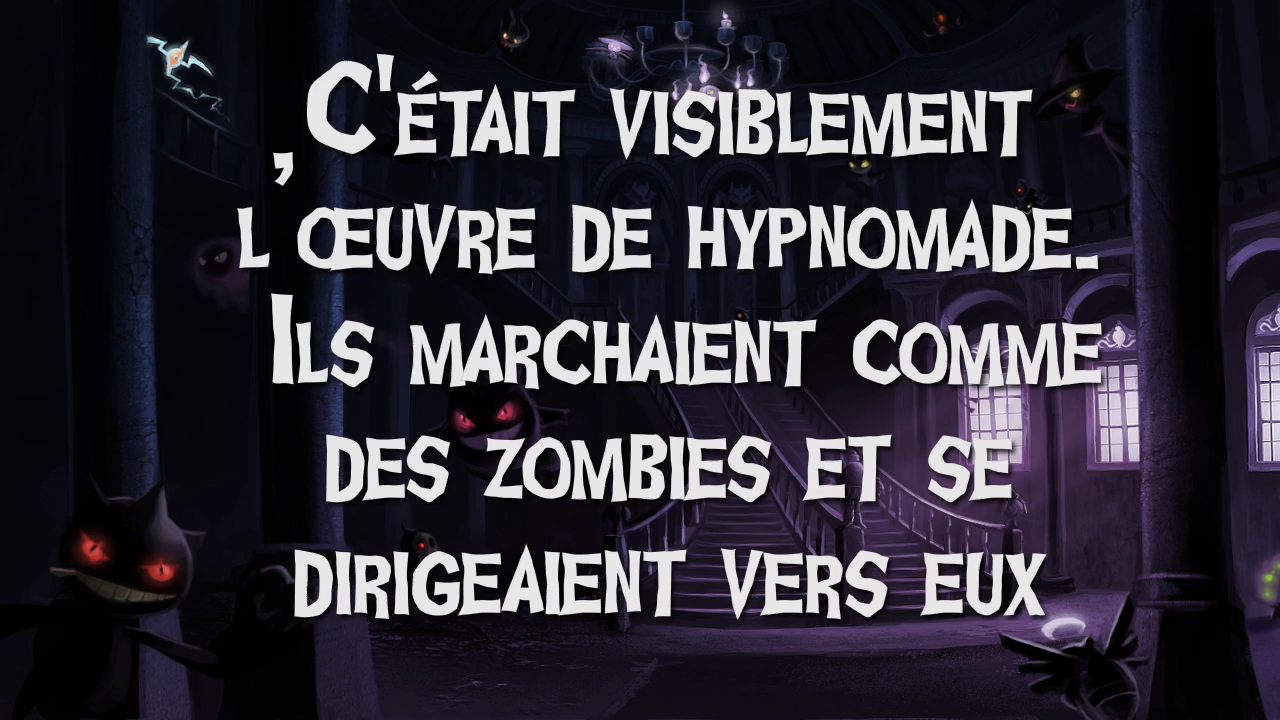 C'était visiblement
l'œuvre de hypnomade.
Ils marchaient comme
des zombies et se
dirigeaient vers eux